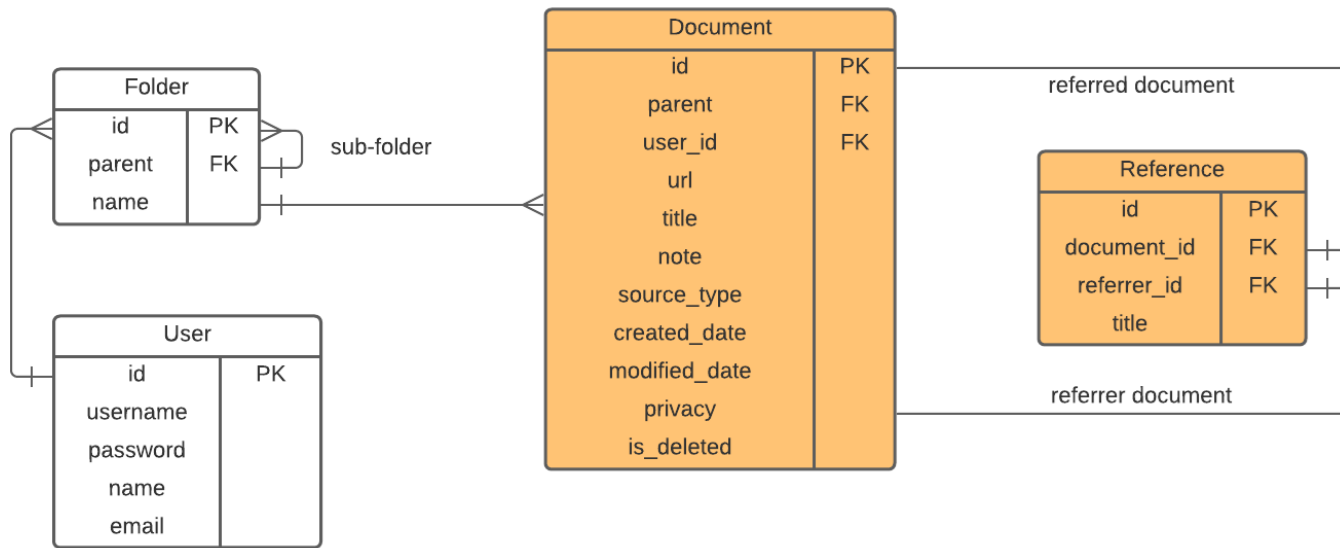 Folder
id PK
parent FK
name
sub-folder
User
id PK
username
password
name
email
Document
id PK
parent FK
user_id FK
url
title
note
source_type
created_date
modified_date
privacy
is_deleted
referred document
Reference
id PK
document_id FK
referrer_id FK
title
referrer document